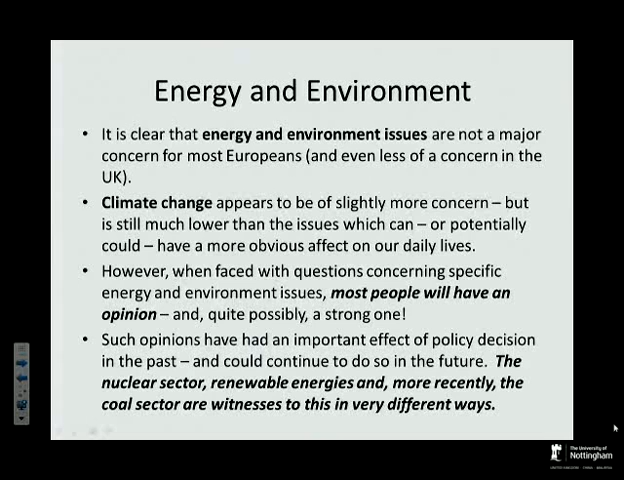 Energy and Environment
• It is clear that energy and environment issues are not a major
concern for most Europeans (and even less of a concern in the
UK).
• Climate change appears to be of slightly more concern – but
is still much lower than the issues which can – or potentially
could – have a more obvious affect on our daily lives.
• However, when faced with questions concerning specific
energy and environment issues, most people will have an
opinion – and, quite possibly, a strong one!
• Such opinions have had an important effect of policy decision
in the past – and could continue to do so in the future. The
nuclear sector, renewable energies and, more recently, the
coal sector are witnesses to this in very different ways.
The University of
Nottingham